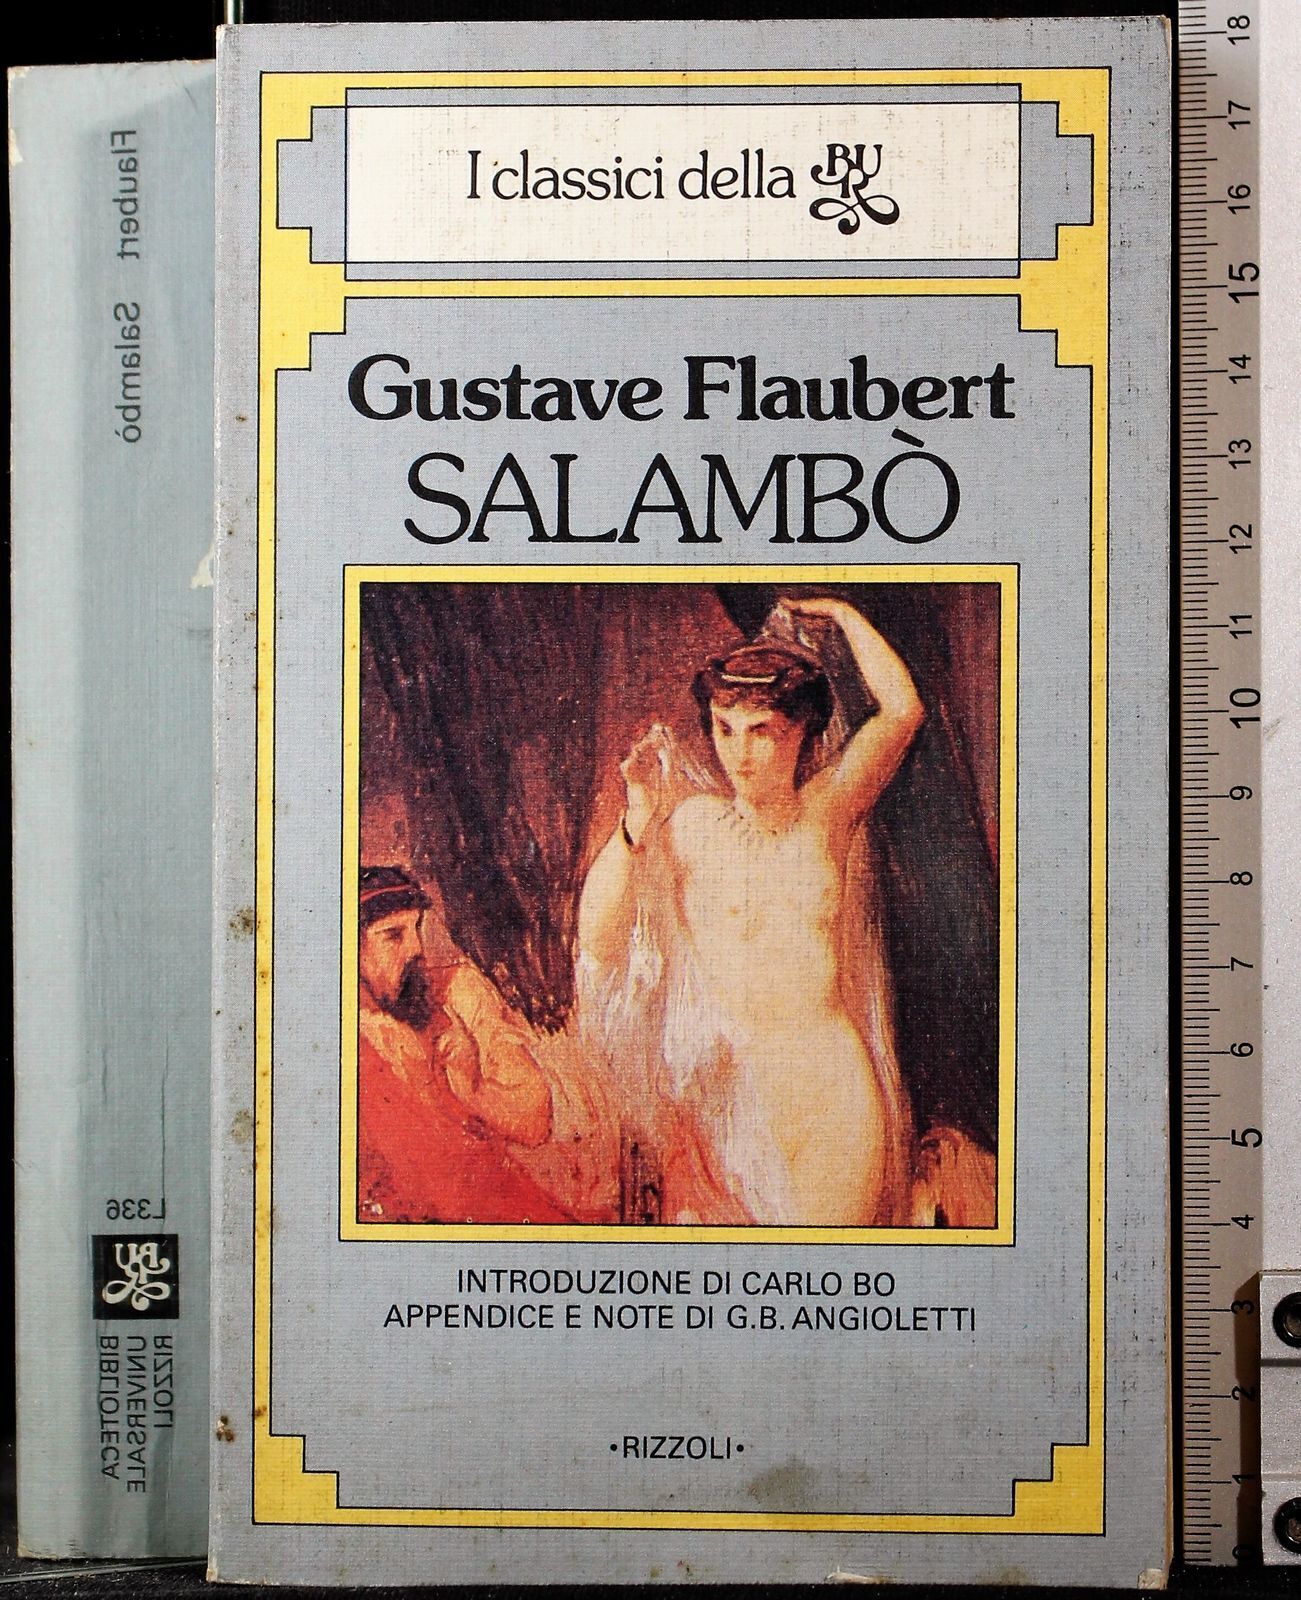 I classici della BUR
Gustave Flaubert
SALAMBÒ
INTRODUZIONE DI CARLO BO
APPENDICE E NOTE DI G.B. ANGIOLETTI
•RIZZOLI•
Flaubert Salambó
L336
BUR
BIBLIOTECA
UNIVERSALE
RIZZOLI
18
17
16
15
14
13
12
11
10
9
8
7
6
5
4
3
2
1
0